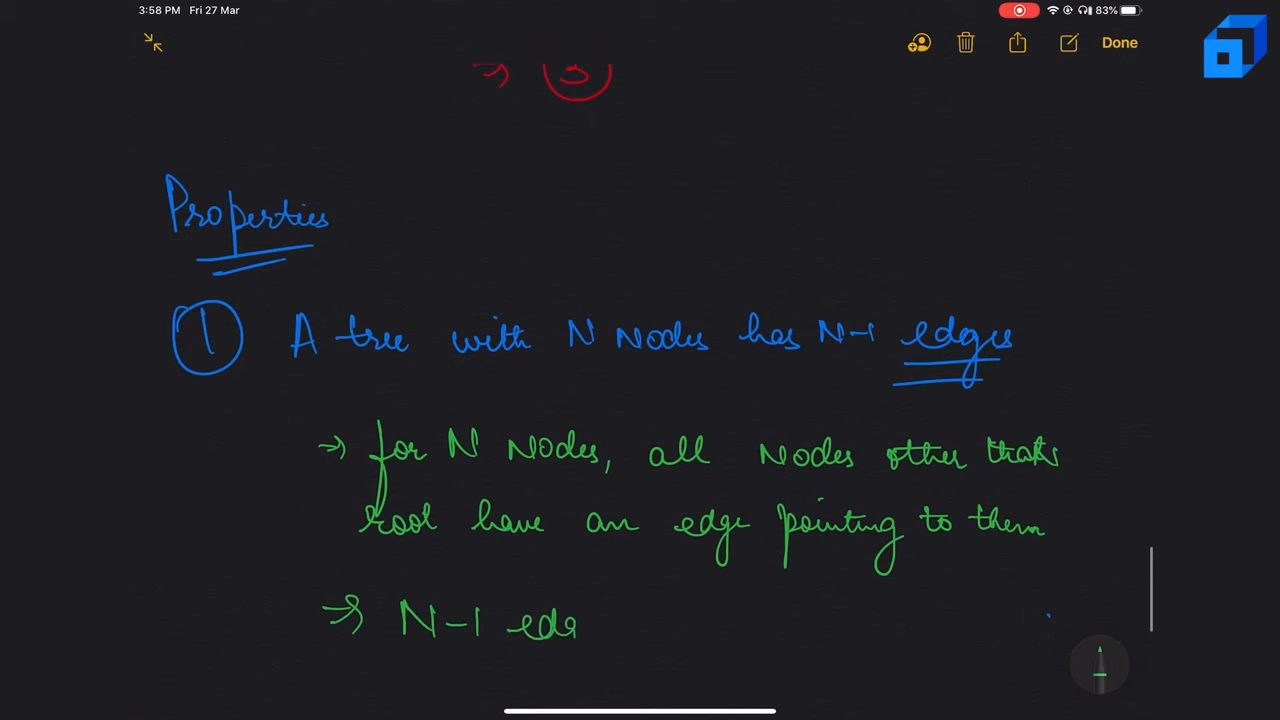 3:58 PM Fri 27 Mar
83%
Done
Properties
1 A tree with N Nodes has N-1 edges
→ for N Nodes, all Nodes other than
root have an edge pointing to them
→ N-1 edg